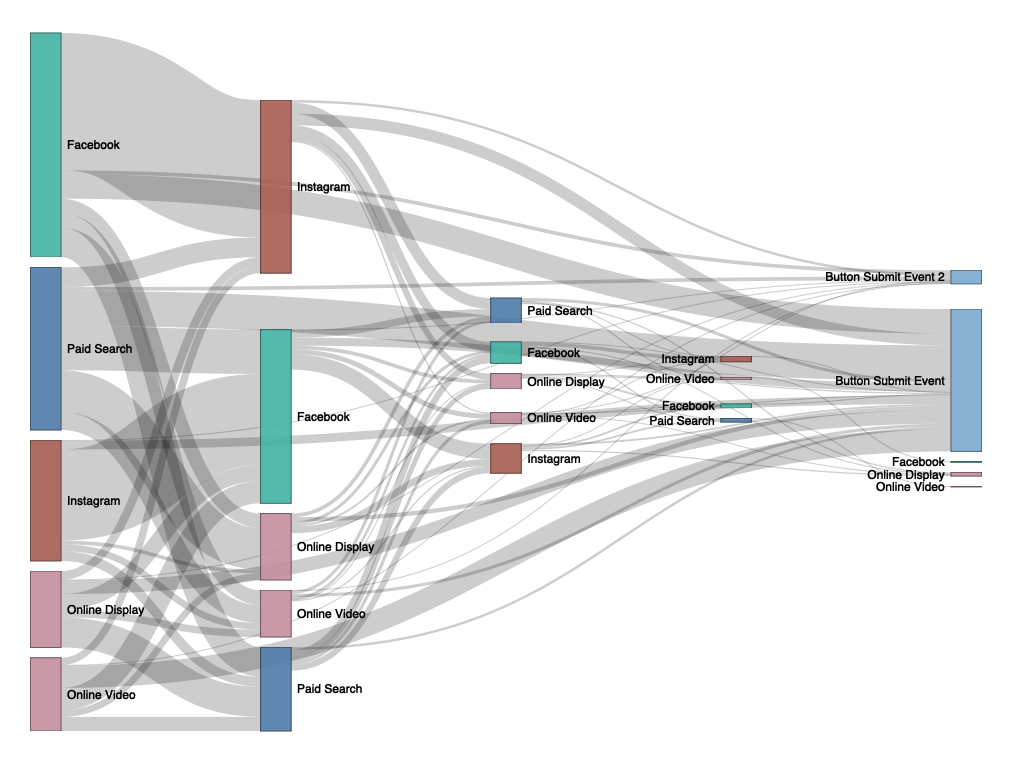 Facebook
Paid Search
Instagram
Online Display
Online Video
Instagram
Facebook
Online Display
Online Video
Paid Search
Paid Search
Facebook
Online Display
Online Video
Instagram
Instagram
Online Video
Facebook
Paid Search
Button Submit Event 2
Button Submit Event
Facebook
Online Display
Online Video